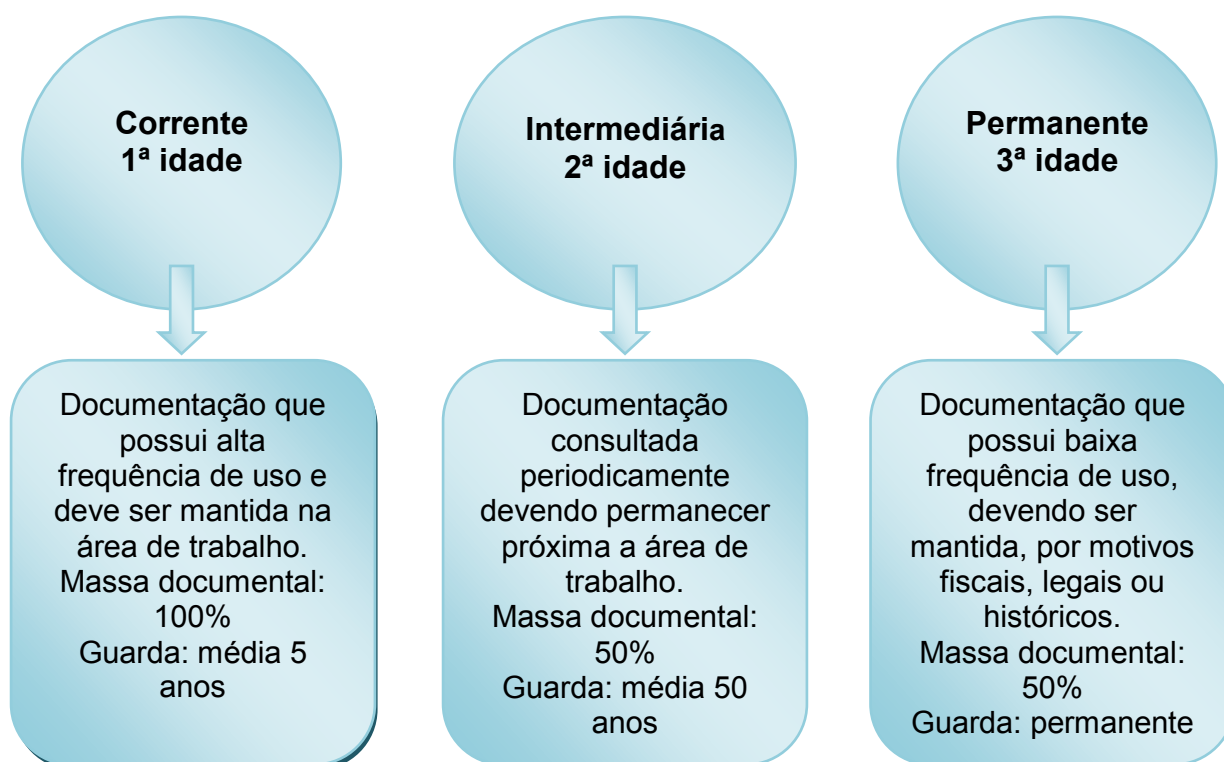 Corrente
1ª idade
Documentação que
possui alta
frequência de uso e
deve ser mantida na
área de trabalho.
Massa documental:
100%
Guarda: média 5
anos
Intermediária
2ª idade
Documentação
consultada
periodicamente
devendo permanecer
próxima a área de
trabalho.
Massa documental:
50%
Guarda: média 50
anos
Permanente
3ª idade
Documentação que
possui baixa
frequência de uso,
devendo ser
mantida, por motivos
fiscais, legais ou
históricos.
Massa documental:
50%
Guarda: permanente